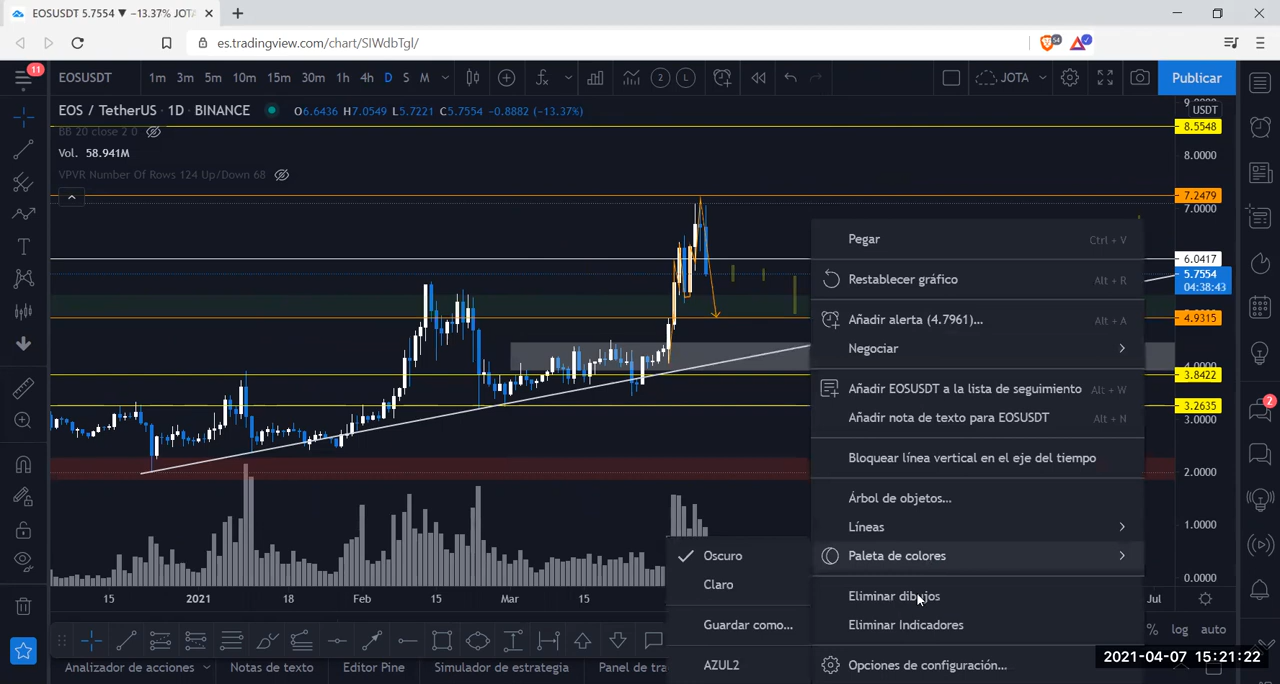 EOSUSDT 5.7554 ▼ −13.37% JOTA
es.tradingview.com/chart/SIWdbTgl/
54
11
EOSUSDT 1m 3m 5m 10m 15m 30m 1h 4h D S M 2 L JOTA Publicar
EOS / TetherUS · 1D · BINANCE O6.6436 H7.0549 L5.7221 C5.7554 −0.8882 (−13.37%)
BB 20 close 2 0
Vol. 58.941M
VPVR Number Of Rows 124 Up/Down 68
USDT
8.5548
8.0000
7.2479
7.0000
6.0417
5.7554
04:38:43
4.9315
3.8422
3.2635
3.0000
2.0000
1.0000
0.0000
2
Pegar Ctrl + V
Restablecer gráfico Alt + R
Añadir alerta (4.7961)... Alt + A
Negociar
Añadir EOSUSDT a la lista de seguimiento Alt + W
Añadir nota de texto para EOSUSDT Alt + N
Bloquear línea vertical en el eje del tiempo
Árbol de objetos...
Líneas
Paleta de colores
Eliminar dibujos
Eliminar Indicadores
Opciones de configuración...
Oscuro
Claro
Guardar como...
AZUL2
15 2021 18 Feb 15 Mar 15 Jul
% log auto
Analizador de acciones Notas de texto Editor Pine Simulador de estrategia Panel de tra
2021-04-07 15:21:22